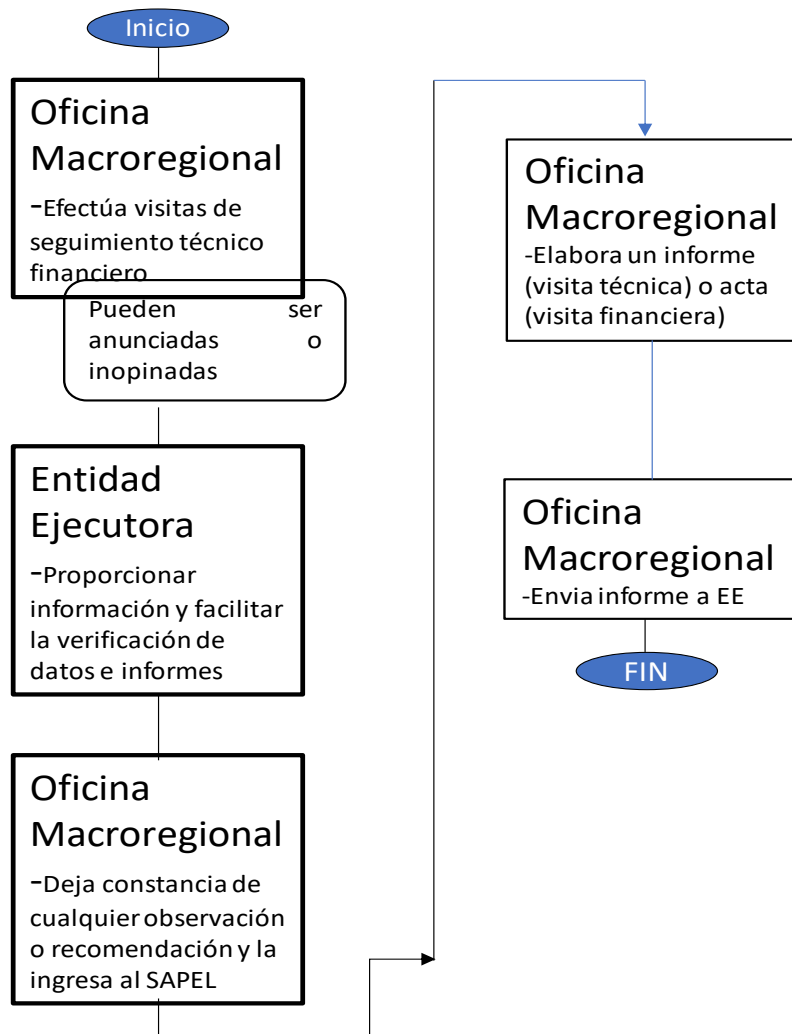 Inicio
Oficina
Macroregional
-Efectúa visitas de
seguimiento técnico
financiero
Pueden ser
anunciadas o
inopinadas
Entidad
Ejecutora
-Proporcionar
información y facilitar
la verificación de
datos e informes
Oficina
Macroregional
-Deja constancia de
cualquier observación
o recomendación y la
ingresa al SAPEL
Oficina
Macroregional
-Elabora un informe
(visita técnica) o acta
(visita financiera)
Oficina
Macroregional
-Envia informe a EE
FIN